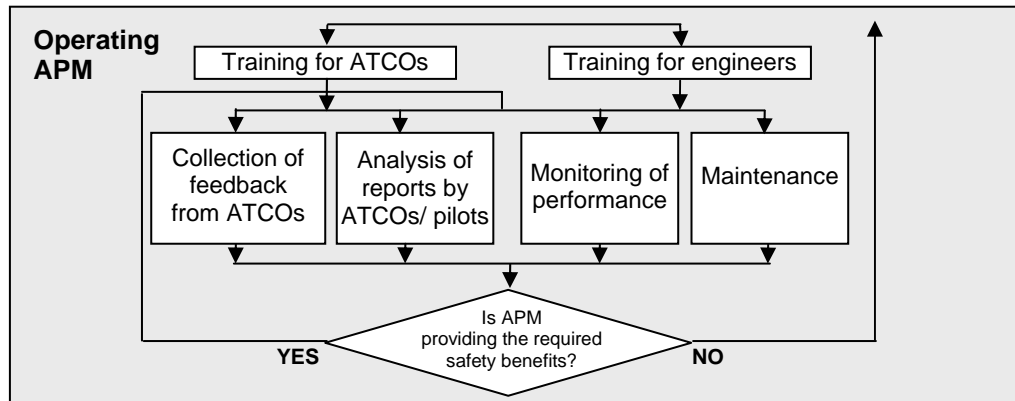 Operating
APM
Training for ATCOs
Training for engineers
Collection of
feedback
from ATCOs
Analysis of
reports by
ATCOs/ pilots
Monitoring of
performance
Maintenance
Is APM
providing the required
safety benefits?
YES
NO